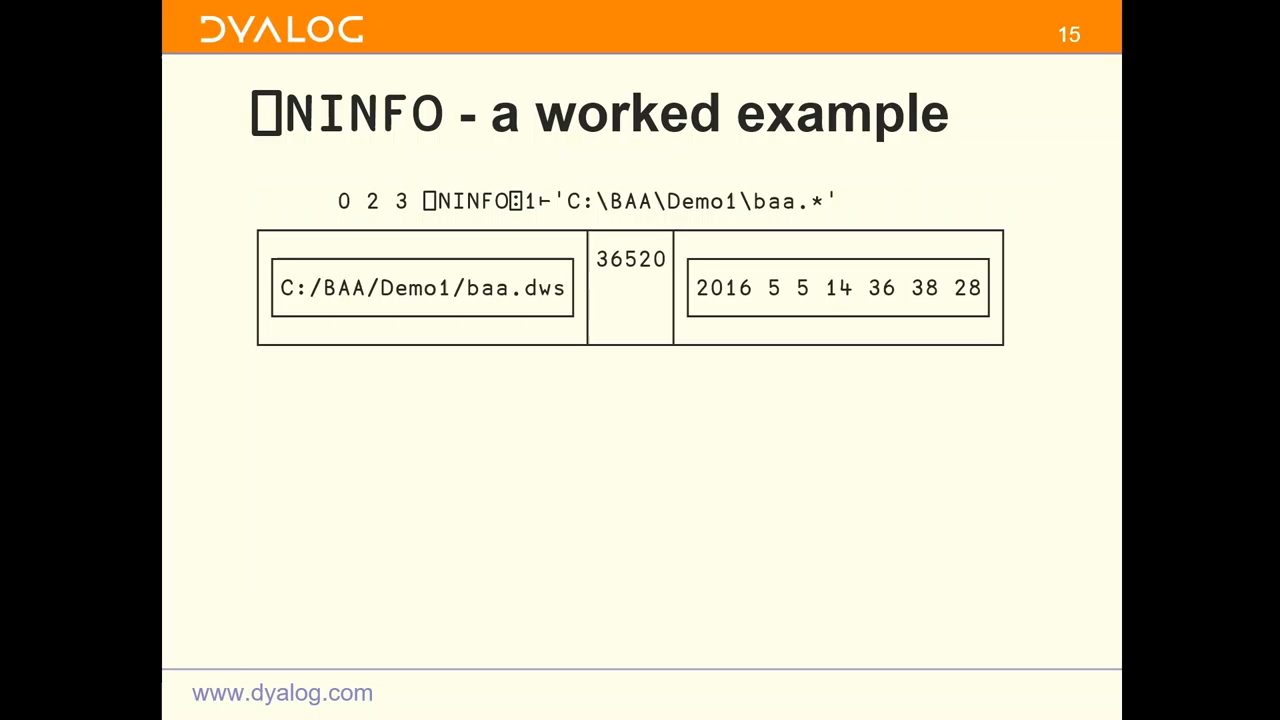 DYALOG
15
⎕NINFO - a worked example
0 2 3 ⎕NINFO⍠1⊢'C:\BAA\Demo1\baa.*'
36520
C:/BAA/Demo1/baa.dws
2016 5 5 14 36 38 28
www.dyalog.com